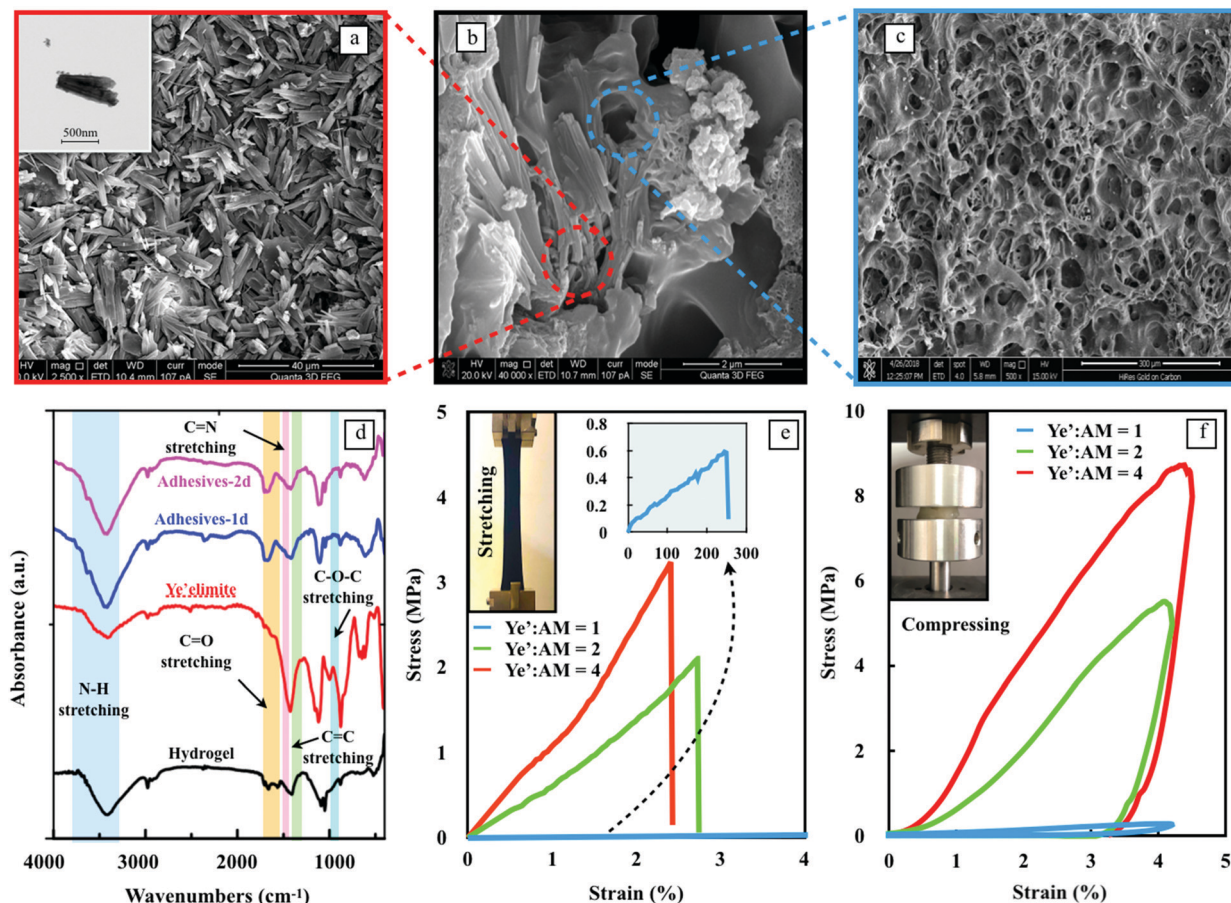 a
500nm
HV
mag
det
WD
curr
mode
40 µm
0.0 kV
2 500 x
ETD
10.4 mm
107 pA
SE
Quanta 3D FEG
b
HV
mag
det
WD
curr
mode
2 µm
20.0 kV
40 000 x
ETD
10.7 mm
107 pA
SE
Quanta 3D FEG
c
4/26/2018
det
spot
WD
HV
mag
300 µm
12:25:07 PM
ETD
4.0
5.8 mm
15.00 kV
500 x
HiRes Gold on Carbon
d
C=N
stretching
Adhesives-2d
Adhesives-1d
C-O-C
stretching
Ye'elimite
C=O
stretching
N-H
stretching
C=C
stretching
Hydrogel
Absorbance (a.u.)
4000 3000 2000 1000
Wavenumbers (cm-1)
e
Stretching
0.8
0.6
0.4
0.2
0
0 50 100 150 200 250 300
Ye':AM = 1
Ye':AM = 2
Ye':AM = 4
Stress (MPa)
5
4
3
2
1
0
0 1 2 3 4
Strain (%)
f
Ye':AM = 1
Ye':AM = 2
Ye':AM = 4
Compressing
Stress (MPa)
10
8
6
4
2
0
0 1 2 3 4 5
Strain (%)